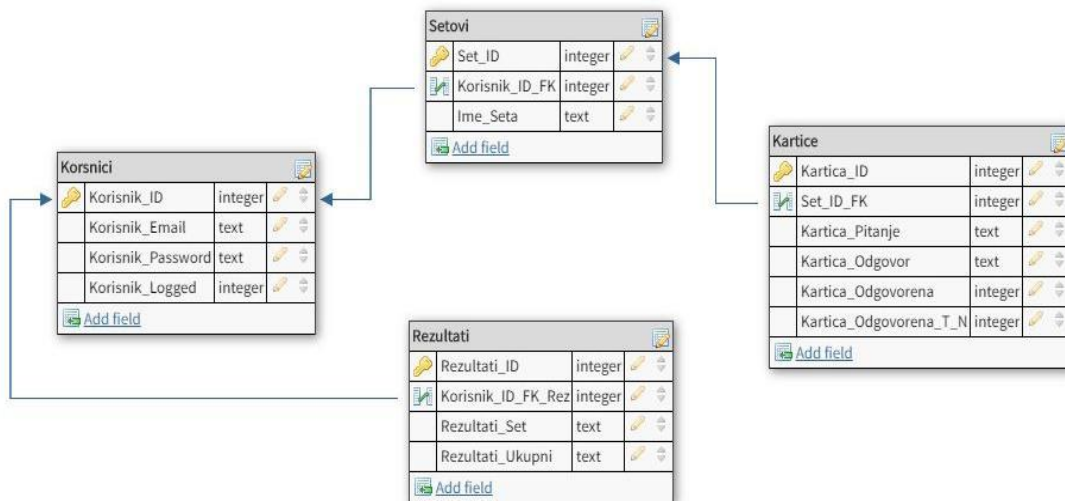 Setovi
Set_ID integer
Korisnik_ID_FK integer
Ime_Seta text
Add field
Korsnici
Korisnik_ID integer
Korisnik_Email text
Korisnik_Password text
Korisnik_Logged integer
Add field
Kartice
Kartica_ID integer
Set_ID_FK integer
Kartica_Pitanje text
Kartica_Odgovor text
Kartica_Odgovorena integer
Kartica_Odgovorena_T_N integer
Add field
Rezultati
Rezultati_ID integer
Korisnik_ID_FK_Rez integer
Rezultati_Set text
Rezultati_Ukupni text
Add field